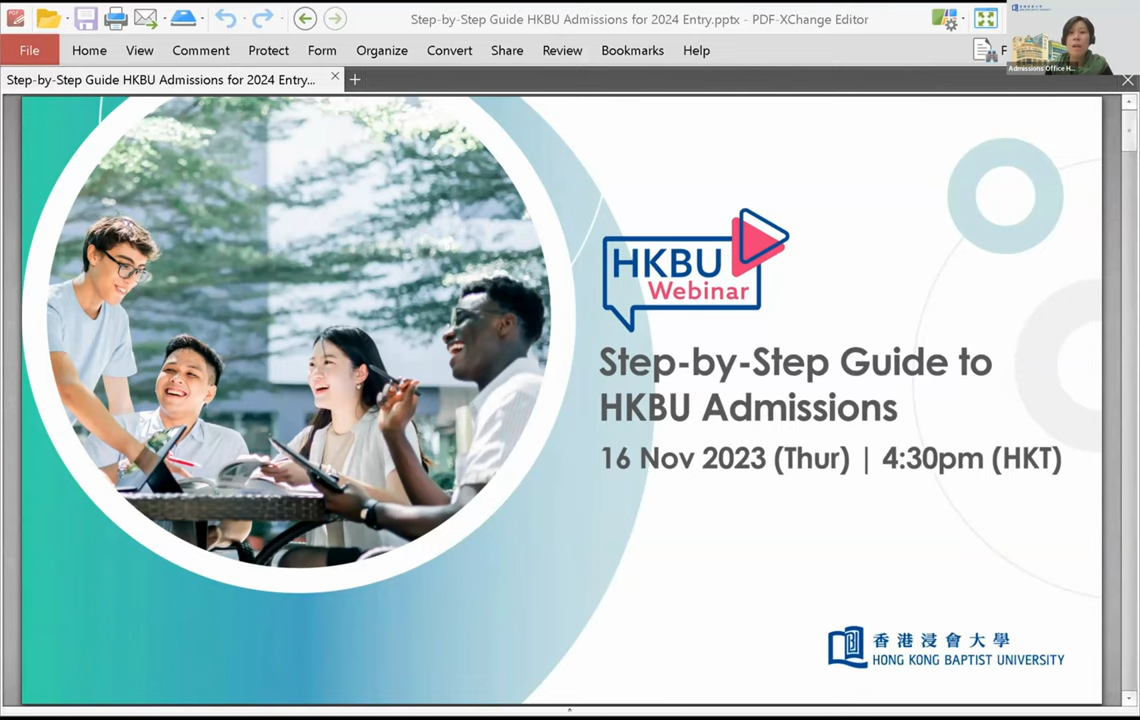 Step-by-Step Guide HKBU Admissions for 2024 Entry.pptx - PDF-XChange Editor
File Home View Comment Protect Form Organize Convert Share Review Bookmarks Help
Admissions Office H...
Step-by-Step Guide HKBU Admissions for 2024 Entry...
HKBU
Webinar
Step-by-Step Guide to
HKBU Admissions
16 Nov 2023 (Thur) | 4:30pm (HKT)
香港浸會大學
HONG KONG BAPTIST UNIVERSITY